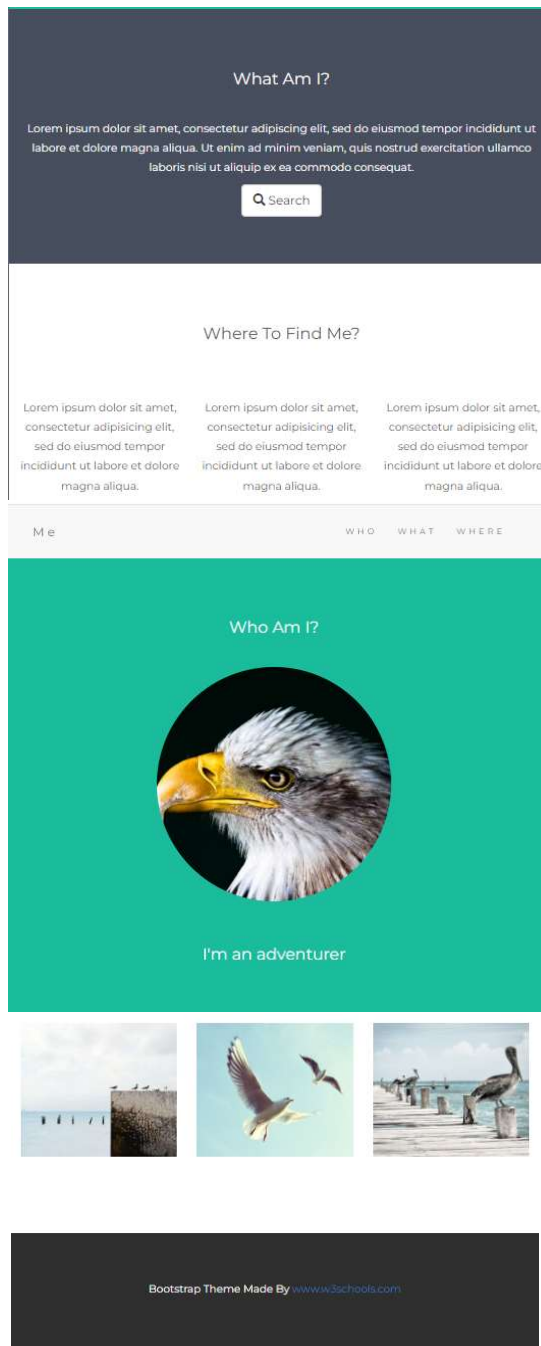 What Am I?
Lorem ipsum dolor sit amet, consectetur adipiscing elit, sed do eiusmod tempor incididunt ut
labore et dolore magna aliqua. Ut enim ad minim veniam, quis nostrud exercitation ullamco
laboris nisi ut aliquip ex ea commodo consequat.
Search
Where To Find Me?
Lorem ipsum dolor sit amet,
consectetur adipisicing elit,
sed do eiusmod tempor
incididunt ut labore et dolore
magna aliqua.
Lorem ipsum dolor sit amet,
consectetur adipisicing elit,
sed do eiusmod tempor
incididunt ut labore et dolore
magna aliqua.
Lorem ipsum dolor sit amet,
consectetur adipisicing elit,
sed do eiusmod tempor
incididunt ut labore et dolore
magna aliqua.
Me WHO WHAT WHERE
Who Am I?
I'm an adventurer
Bootstrap Theme Made By www.w3schools.com